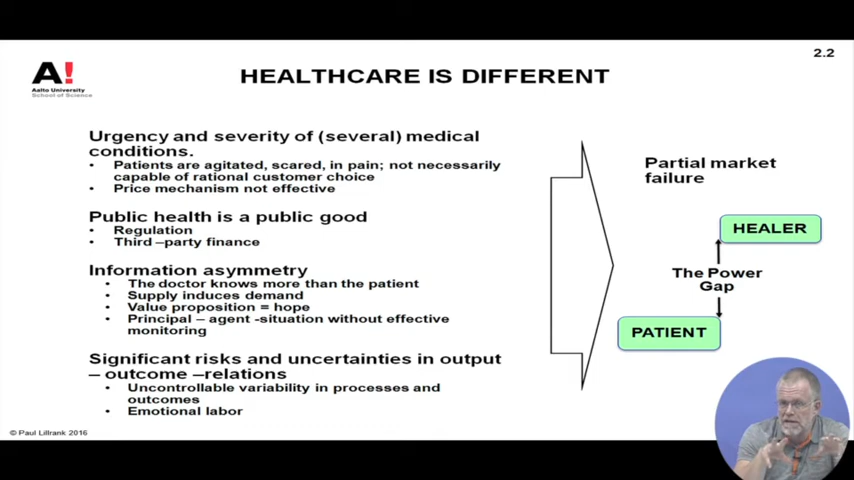 2.2
A!
Aalto University
School of Science
HEALTHCARE IS DIFFERENT
Urgency and severity of (several) medical
conditions.
• Patients are agitated, scared, in pain; not necessarily
capable of rational customer choice
• Price mechanism not effective
Public health is a public good
• Regulation
• Third –party finance
Information asymmetry
• The doctor knows more than the patient
• Supply induces demand
• Value proposition = hope
• Principal – agent -situation without effective
monitoring
Significant risks and uncertainties in output
– outcome –relations
• Uncontrollable variability in processes and
outcomes
• Emotional labor
Partial market
failure
HEALER
The Power
Gap
PATIENT
© Paul Lillrank 2016